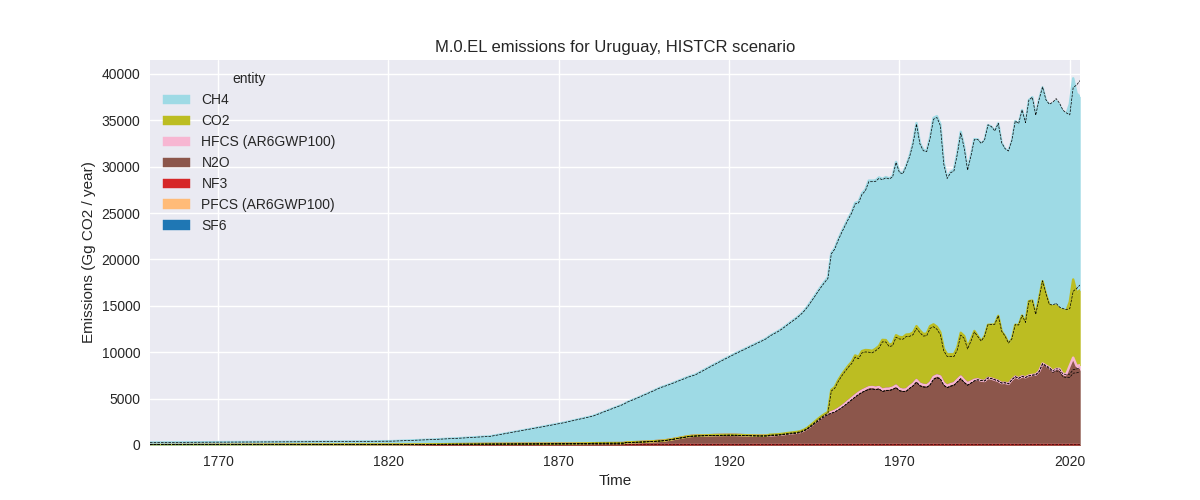 M.0.EL emissions for Uruguay, HISTCR scenario
Emissions (Gg CO2 / year)
40000
35000
30000
25000
20000
15000
10000
5000
0
entity
CH4
CO2
HFCS (AR6GWP100)
N2O
NF3
PFCS (AR6GWP100)
SF6
1770 1820 1870 1920 1970 2020
Time